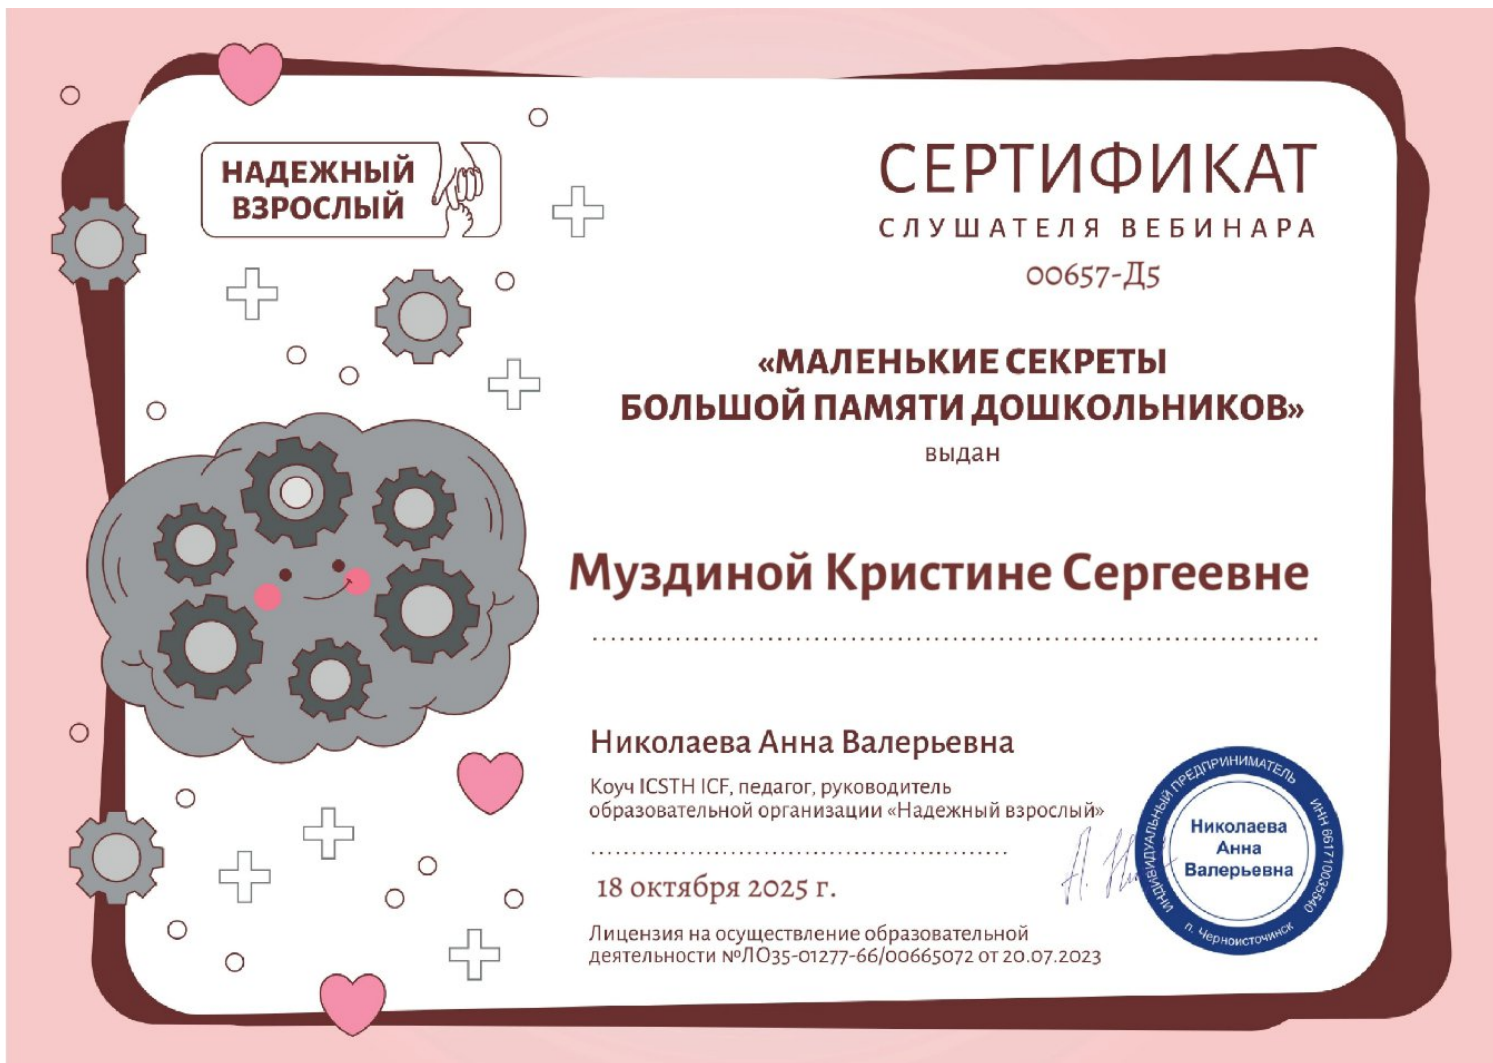 НАДЕЖНЫЙ
ВЗРОСЛЫЙ
СЕРТИФИКАТ
СЛУШАТЕЛЯ ВЕБИНАРА
00657-Д5
«МАЛЕНЬКИЕ СЕКРЕТЫ
БОЛЬШОЙ ПАМЯТИ ДОШКОЛЬНИКОВ»
выдан
Муздиной Кристине Сергеевне
Николаева Анна Валерьевна
Коуч ICSTH ICF, педагог, руководитель
образовательной организации «Надежный взрослый»
18 октября 2025 г.
Лицензия на осуществление образовательной
деятельности №ЛО35-01277-66/00665072 от 20.07.2023
ИНДИВИДУАЛЬНЫЙ ПРЕДПРИНИМАТЕЛЬ
ИНН 661710035540
Николаева
Анна
Валерьевна
п. Черноисточинск